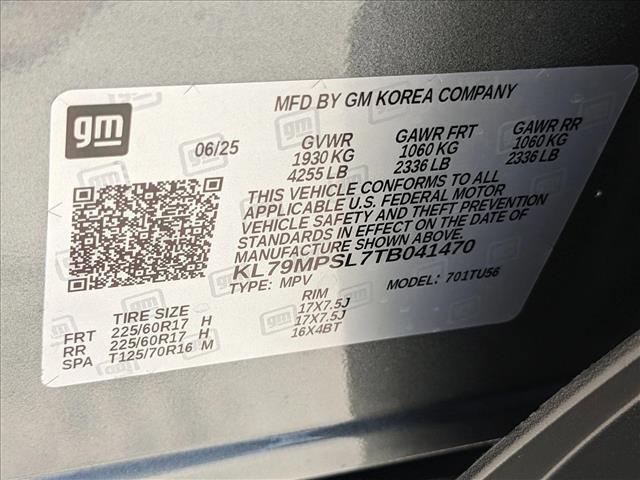 gm
MFD BY GM KOREA COMPANY
06/25 GVWR GAWR FRT GAWR RR
1930 KG 1060 KG 1060 KG
4255 LB 2336 LB 2336 LB
THIS VEHICLE CONFORMS TO ALL
APPLICABLE U.S. FEDERAL MOTOR
VEHICLE SAFETY AND THEFT PREVENTION
STANDARDS IN EFFECT ON THE DATE OF
MANUFACTURE SHOWN ABOVE.
KL79MPSL7TB041470
TYPE: MPV MODEL: 701TU56
TIRE SIZE RIM
FRT 225/60R17 H 17X7.5J
RR 225/60R17 H 17X7.5J
SPA T125/70R16 M 16X4BT